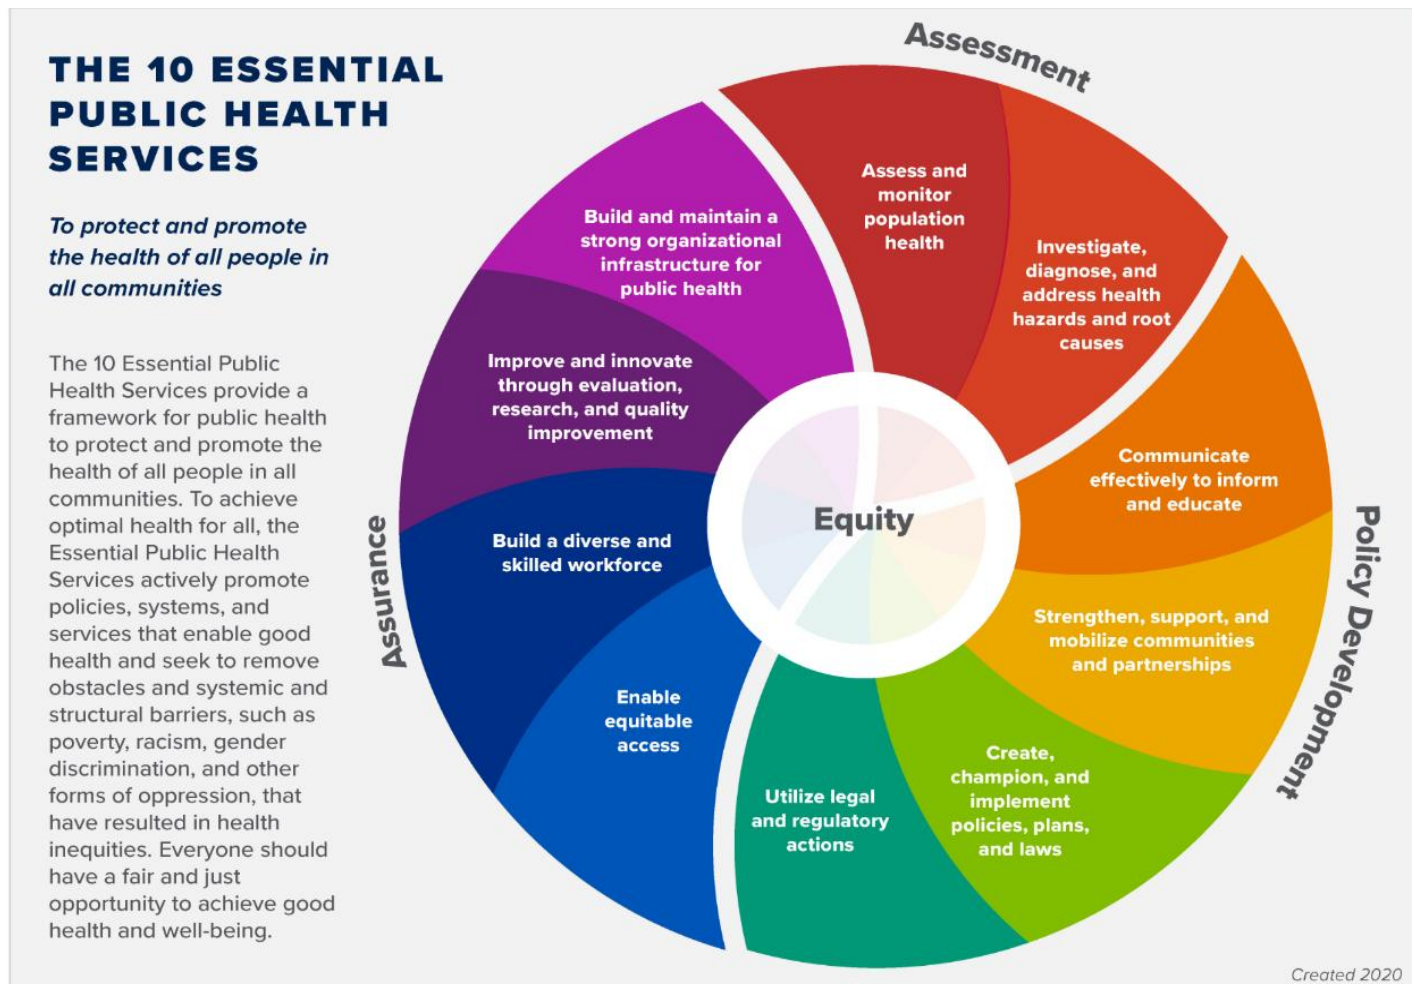 THE 10 ESSENTIAL
PUBLIC HEALTH
SERVICES
To protect and promote
the health of all people in
all communities
The 10 Essential Public
Health Services provide a
framework for public health
to protect and promote the
health of all people in all
communities. To achieve
optimal health for all, the
Essential Public Health
Services actively promote
policies, systems, and
services that enable good
health and seek to remove
obstacles and systemic and
structural barriers, such as
poverty, racism, gender
discrimination, and other
forms of oppression, that
have resulted in health
inequities. Everyone should
have a fair and just
opportunity to achieve good
health and well-being.
Assessment
Assess and
monitor
population
health
Investigate,
diagnose, and
address health
hazards and root
causes
Policy Development
Communicate
effectively to inform
and educate
Strengthen, support, and
mobilize communities
and partnerships
Create,
champion, and
implement
policies, plans,
and laws
Utilize legal
and regulatory
actions
Assurance
Enable
equitable
access
Build a diverse and
skilled workforce
Improve and innovate
through evaluation,
research, and quality
improvement
Build and maintain a
strong organizational
infrastructure for
public health
Equity
Created 2020